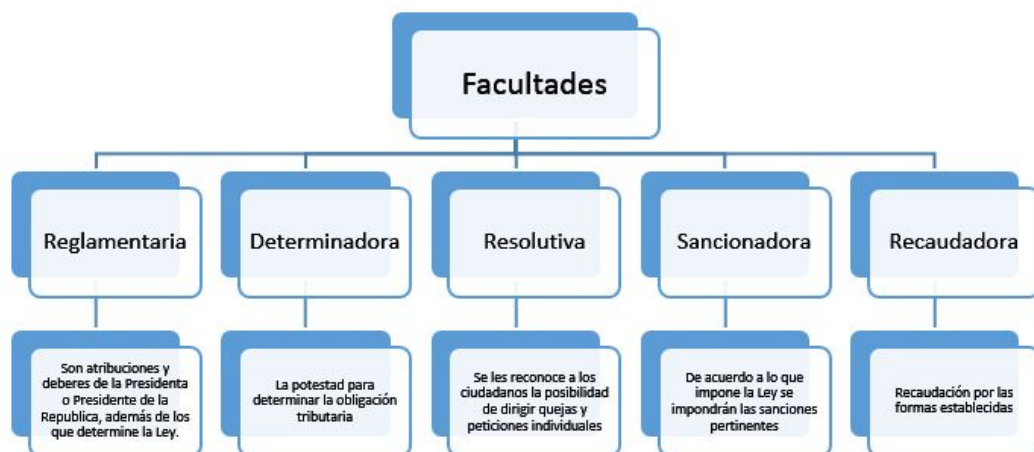 Facultades
Reglamentaria
Determinadora
Resolutiva
Sancionadora
Recaudadora
Son atribuciones y
deberes de la Presidenta
o Presidente de la
Republica, además de los
que determine la Ley.
La potestad para
determinar la obligación
tributaria
Se les reconoce a los
ciudadanos la posibilidad
de dirigir quejas y
peticiones individuales
De acuerdo a lo que
impone la Ley se
impondrán las sanciones
pertinentes
Recaudación por las
formas establecidas